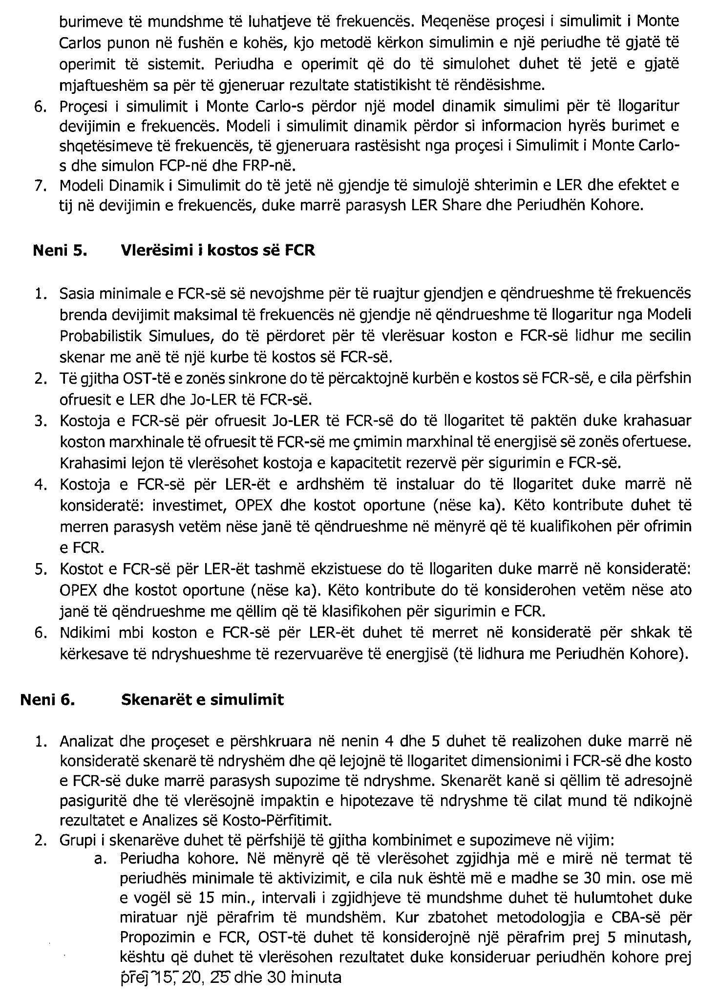 burimeve të mundshme të luhatjeve të frekuencës. Meqenëse proçesi i simulimit i Monte
Carlos punon në fushën e kohës, kjo metodë kërkon simulimin e një periudhe të gjatë të
operimit të sistemit. Periudha e operimit që do të simulohet duhet të jetë e gjatë
mjaftueshëm sa për të gjeneruar rezultate statistikisht të rëndësishme.
6. Proçesi i simulimit i Monte Carlo-s përdor një model dinamik simulimi për të llogaritur
devijimin e frekuencës. Modeli i simulimit dinamik përdor si informacion hyrës burimet e
shqetësimeve të frekuencës, të gjeneruara rastësisht nga proçesi i Simulimit i Monte Carlo-
s dhe simulon FCP-në dhe FRP-në.
7. Modeli Dinamik i Simulimit do të jetë në gjendje të simulojë shterimin e LER dhe efektet e
tij në devijimin e frekuencës, duke marrë parasysh LER Share dhe Periudhën Kohore.
Neni 5. Vlerësimi i kostos së FCR
1. Sasia minimale e FCR-së së nevojshme për të ruajtur gjendjen e qëndrueshme të frekuencës
brenda devijimit maksimal të frekuencës në gjendje në qëndrueshme të llogaritur nga Modeli
Probabilistik Simulues, do të përdoret për të vlerësuar koston e FCR-së lidhur me secilin
skenar me anë të një kurbe të kostos së FCR-së.
2. Të gjitha OST-të e zonës sinkrone do të përcaktojnë kurbën e kostos së FCR-së, e cila përfshin
ofruesit e LER dhe Jo-LER të FCR-së.
3. Kostoja e FCR-së për ofruesit Jo-LER të FCR-së do të llogaritet të paktën duke krahasuar
koston marxhinale të ofruesit të FCR-së me çmimin marxhinal të energjisë së zonës ofertuese.
Krahasimi lejon të vlerësohet kostoja e kapacitetit rezervë për sigurimin e FCR-së.
4. Kostoja e FCR-së për LER-ët e ardhshëm të instaluar do të llogaritet duke marrë në
konsideratë: investimet, OPEX dhe kostot oportune (nëse ka). Këto kontribute duhet të
merren parasysh vetëm nëse janë të qëndrueshme në mënyrë që të kualifikohen për ofrimin
e FCR.
5. Kostot e FCR-së për LER-ët tashmë ekzistuese do të llogariten duke marrë në konsideratë:
OPEX dhe kostot oportune (nëse ka). Këto kontribute do të konsiderohen vetëm nëse ato
janë të qëndrueshme me qëllim që të klasifikohen për sigurimin e FCR.
6. Ndikimi mbi koston e FCR-së për LER-ët duhet të merret në konsideratë për shkak të
kërkesave të ndryshueshme të rezervuarëve të energjisë (të lidhura me Periudhën Kohore).
Neni 6. Skenarët e simulimit
1. Analizat dhe proçeset e përshkruara në nenin 4 dhe 5 duhet të realizohen duke marrë në
konsideratë skenarë të ndryshëm dhe që lejojnë të llogaritet dimensionimi i FCR-së dhe kosto
e FCR-së duke marrë parasysh supozime të ndryshme. Skenarët kanë si qëllim të adresojnë
pasiguritë dhe të vlerësojnë impaktin e hipotezave të ndryshme të cilat mund të ndikojnë
rezultatet e Analizes së Kosto-Përfitimit.
2. Grupi i skenarëve duhet të përfshijë të gjitha kombinimet e supozimeve në vijim:
a. Periudha kohore. Në mënyrë që të vlerësohet zgjidhja më e mirë në termat të
periudhës minimale të aktivizimit, e cila nuk është më e madhe se 30 min. ose më
e vogël së 15 min., intervali i zgjidhjeve të mundshme duhet të hulumtohet duke
miratuar një përafrim të mundshëm. Kur zbatohet metodologjia e CBA-së për
Propozimin e FCR, OST-të duhet të konsiderojnë një përafrim prej 5 minutash,
kështu që duhet të vlerësohen rezultatet duke konsideruar periudhën kohore prej
prej 15, 20, 25 dhe 30 minuta